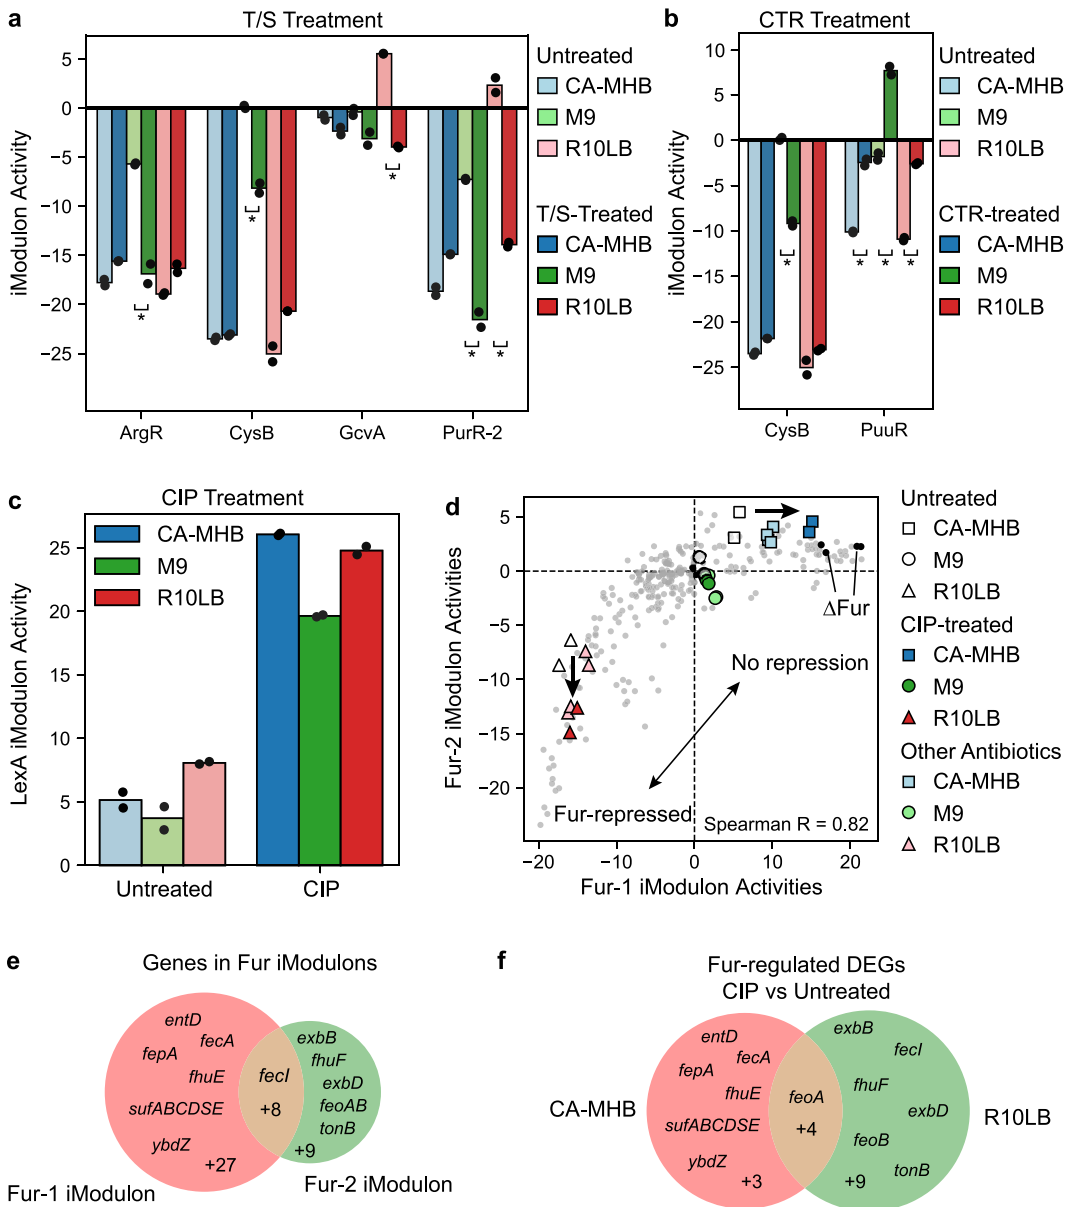 a
T/S Treatment
iModulon Activity
5
0
−5
−10
−15
−20
−25
*
*
*
*
*
ArgR
CysB
GcvA
PurR-2
Untreated
CA-MHB
M9
R10LB
T/S-Treated
CA-MHB
M9
R10LB
b
CTR Treatment
iModulon Activity
10
5
0
−5
−10
−15
−20
−25
*
*
*
*
CysB
PuuR
Untreated
CA-MHB
M9
R10LB
CTR-treated
CA-MHB
M9
R10LB
c
CIP Treatment
LexA iModulon Activity
25
20
15
10
5
0
CA-MHB
M9
R10LB
Untreated
CIP
d
Fur-2 iModulon Activities
5
0
−5
−10
−15
−20
ΔFur
No repression
Fur-repressed
Spearman R = 0.82
−20
−10
0
10
20
Fur-1 iModulon Activities
Untreated
CA-MHB
M9
R10LB
CIP-treated
CA-MHB
M9
R10LB
Other Antibiotics
CA-MHB
M9
R10LB
e
Genes in Fur iModulons
entD
fepA
fecA
fhuE
sufABCDSE
ybdZ
+27
fecI
+8
exbB
fhuF
exbD
feoAB
tonB
+9
Fur-1 iModulon
Fur-2 iModulon
f
Fur-regulated DEGs
CIP vs Untreated
CA-MHB
entD
fepA
fecA
fhuE
sufABCDSE
ybdZ
+3
feoA
+4
exbB
fecI
fhuF
exbD
feoB
tonB
+9
R10LB